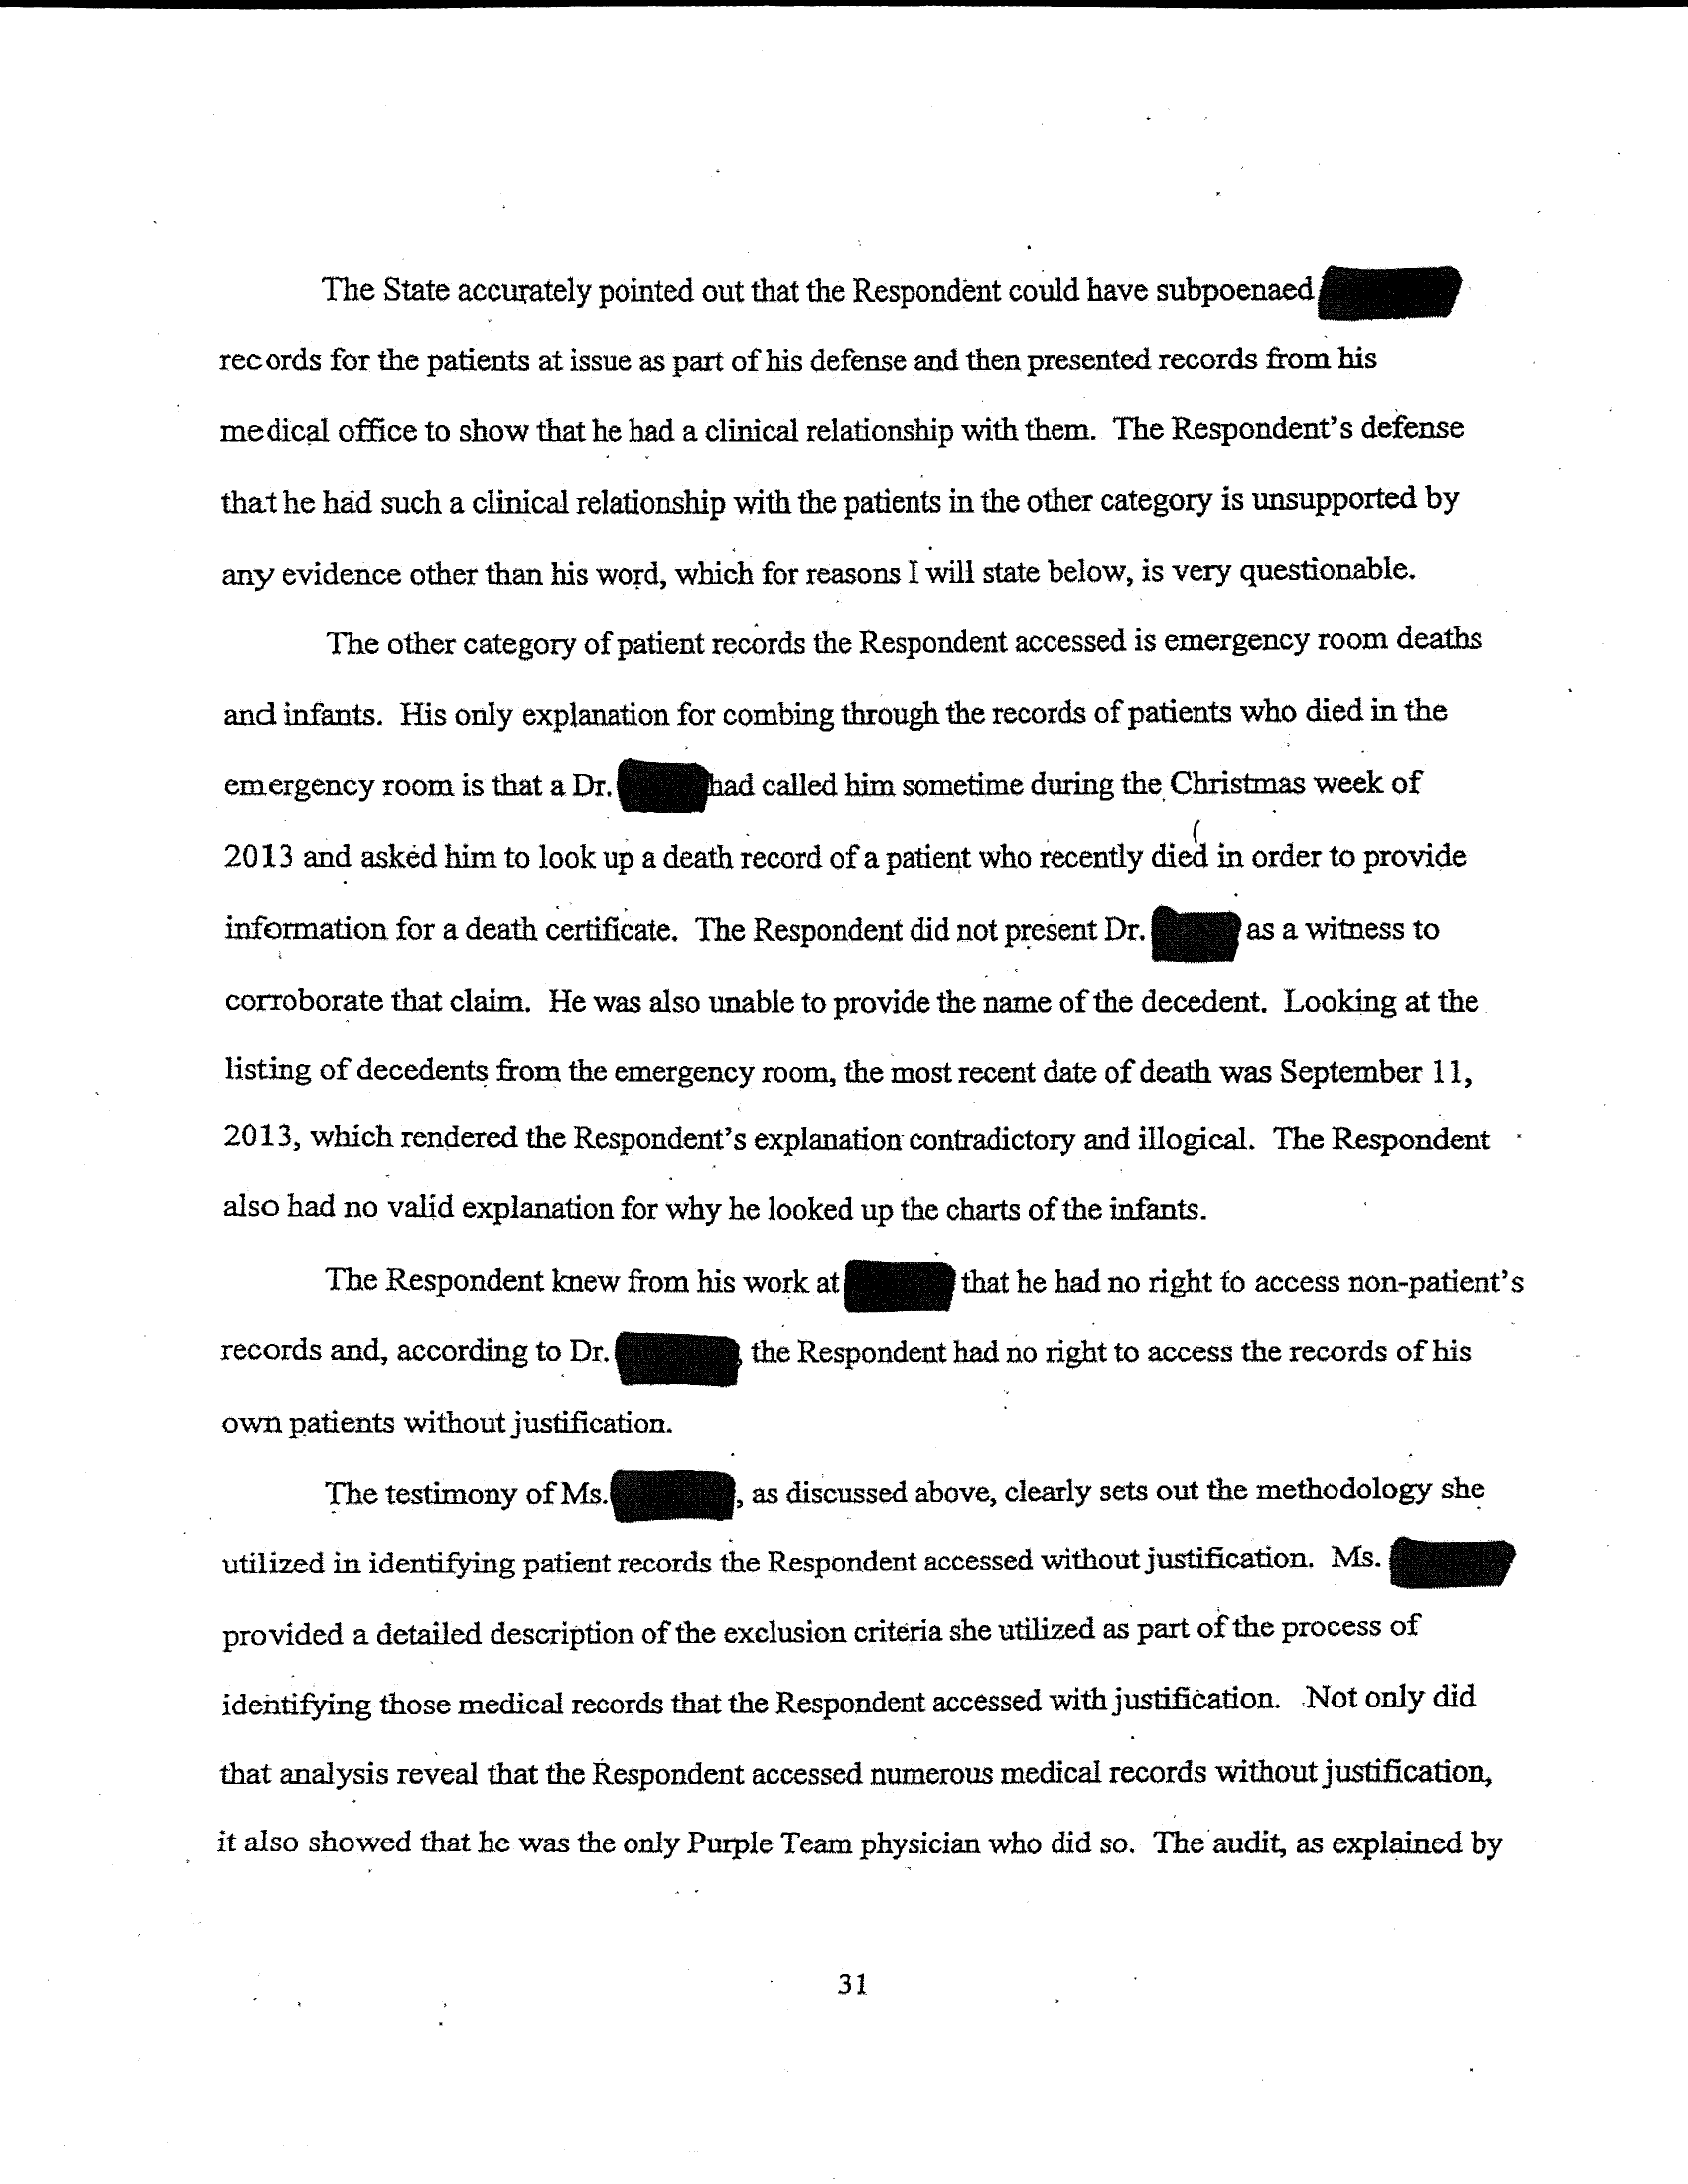 The State accurately pointed out that the Respondent could have subpoenaed
records for the patients at issue as part of his defense and then presented records from his
medical office to show that he had a clinical relationship with them. The Respondent's defense
that he had such a clinical relationship with the patients in the other category is unsupported by
any evidence other than his word, which for reasons I will state below, is very questionable.
The other category of patient records the Respondent accessed is emergency room deaths
and infants. His only explanation for combing through the records of patients who died in the
emergency room is that a Dr. had called him sometime during the Christmas week of
2013 and asked him to look up a death record of a patient who recently died in order to provide
information for a death certificate. The Respondent did not present Dr. as a witness to
corroborate that claim. He was also unable to provide the name of the decedent. Looking at the
listing of decedents from the emergency room, the most recent date of death was September 11,
2013, which rendered the Respondent's explanation contradictory and illogical. The Respondent
also had no valid explanation for why he looked up the charts of the infants.
The Respondent knew from his work at that he had no right to access non-patient's
records and, according to Dr. , the Respondent had no right to access the records of his
own patients without justification.
The testimony of Ms. , as discussed above, clearly sets out the methodology she
utilized in identifying patient records the Respondent accessed without justification. Ms.
provided a detailed description of the exclusion criteria she utilized as part of the process of
identifying those medical records that the Respondent accessed with justification. Not only did
that analysis reveal that the Respondent accessed numerous medical records without justification,
it also showed that he was the only Purple Team physician who did so. The audit, as explained by
31